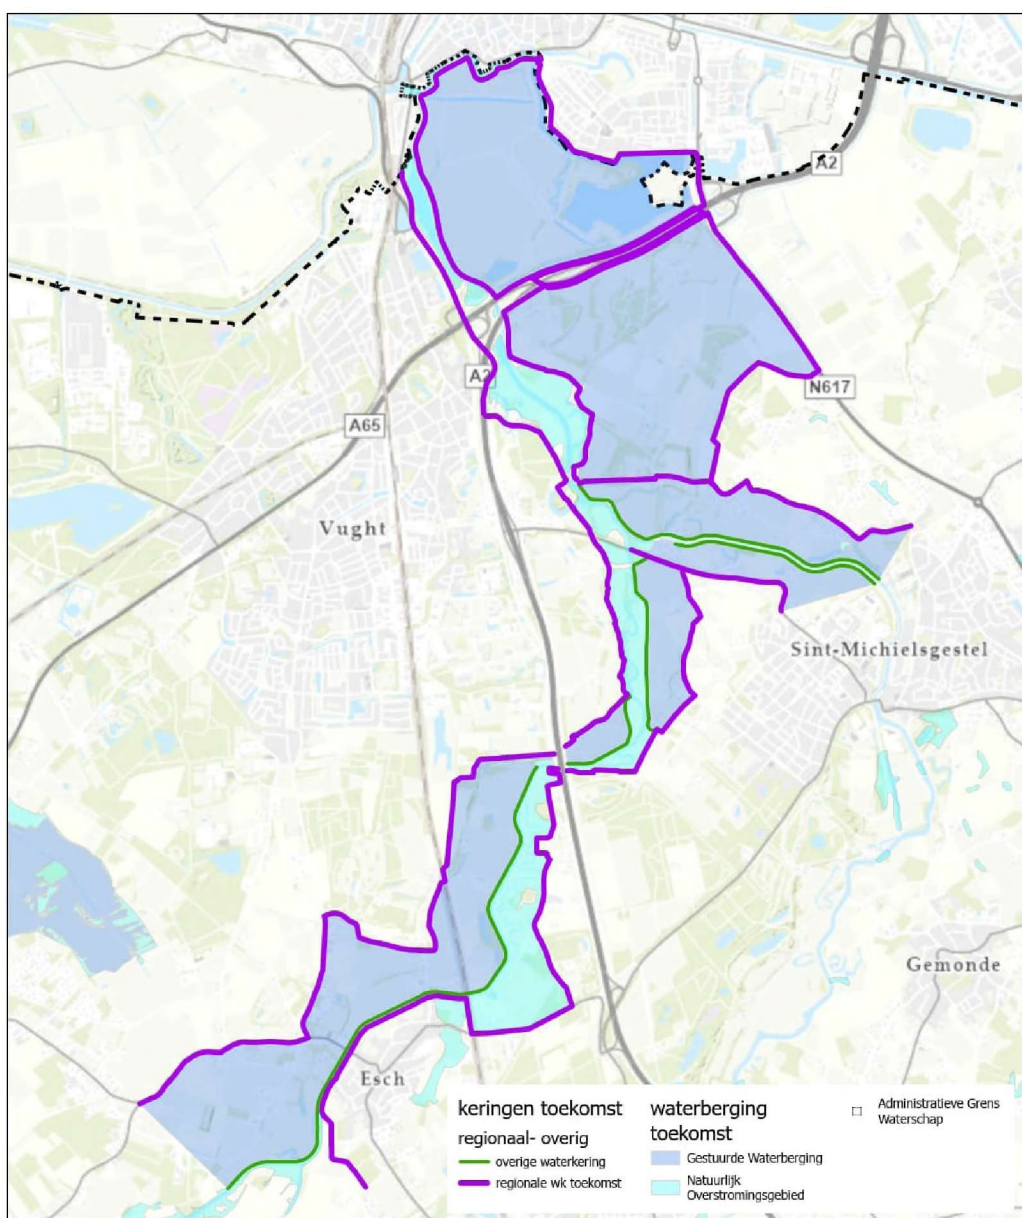 A2
N617
A2
A65
Vught
Sint-Michielsgestel
Gemonde
Esch
keringen toekomst
regionaal- overig
overige waterkering
regionale wk toekomst
waterberging
toekomst
Gestuurde Waterberging
Natuurlijk
Overstromingsgebied
Administratieve Grens
Waterschap